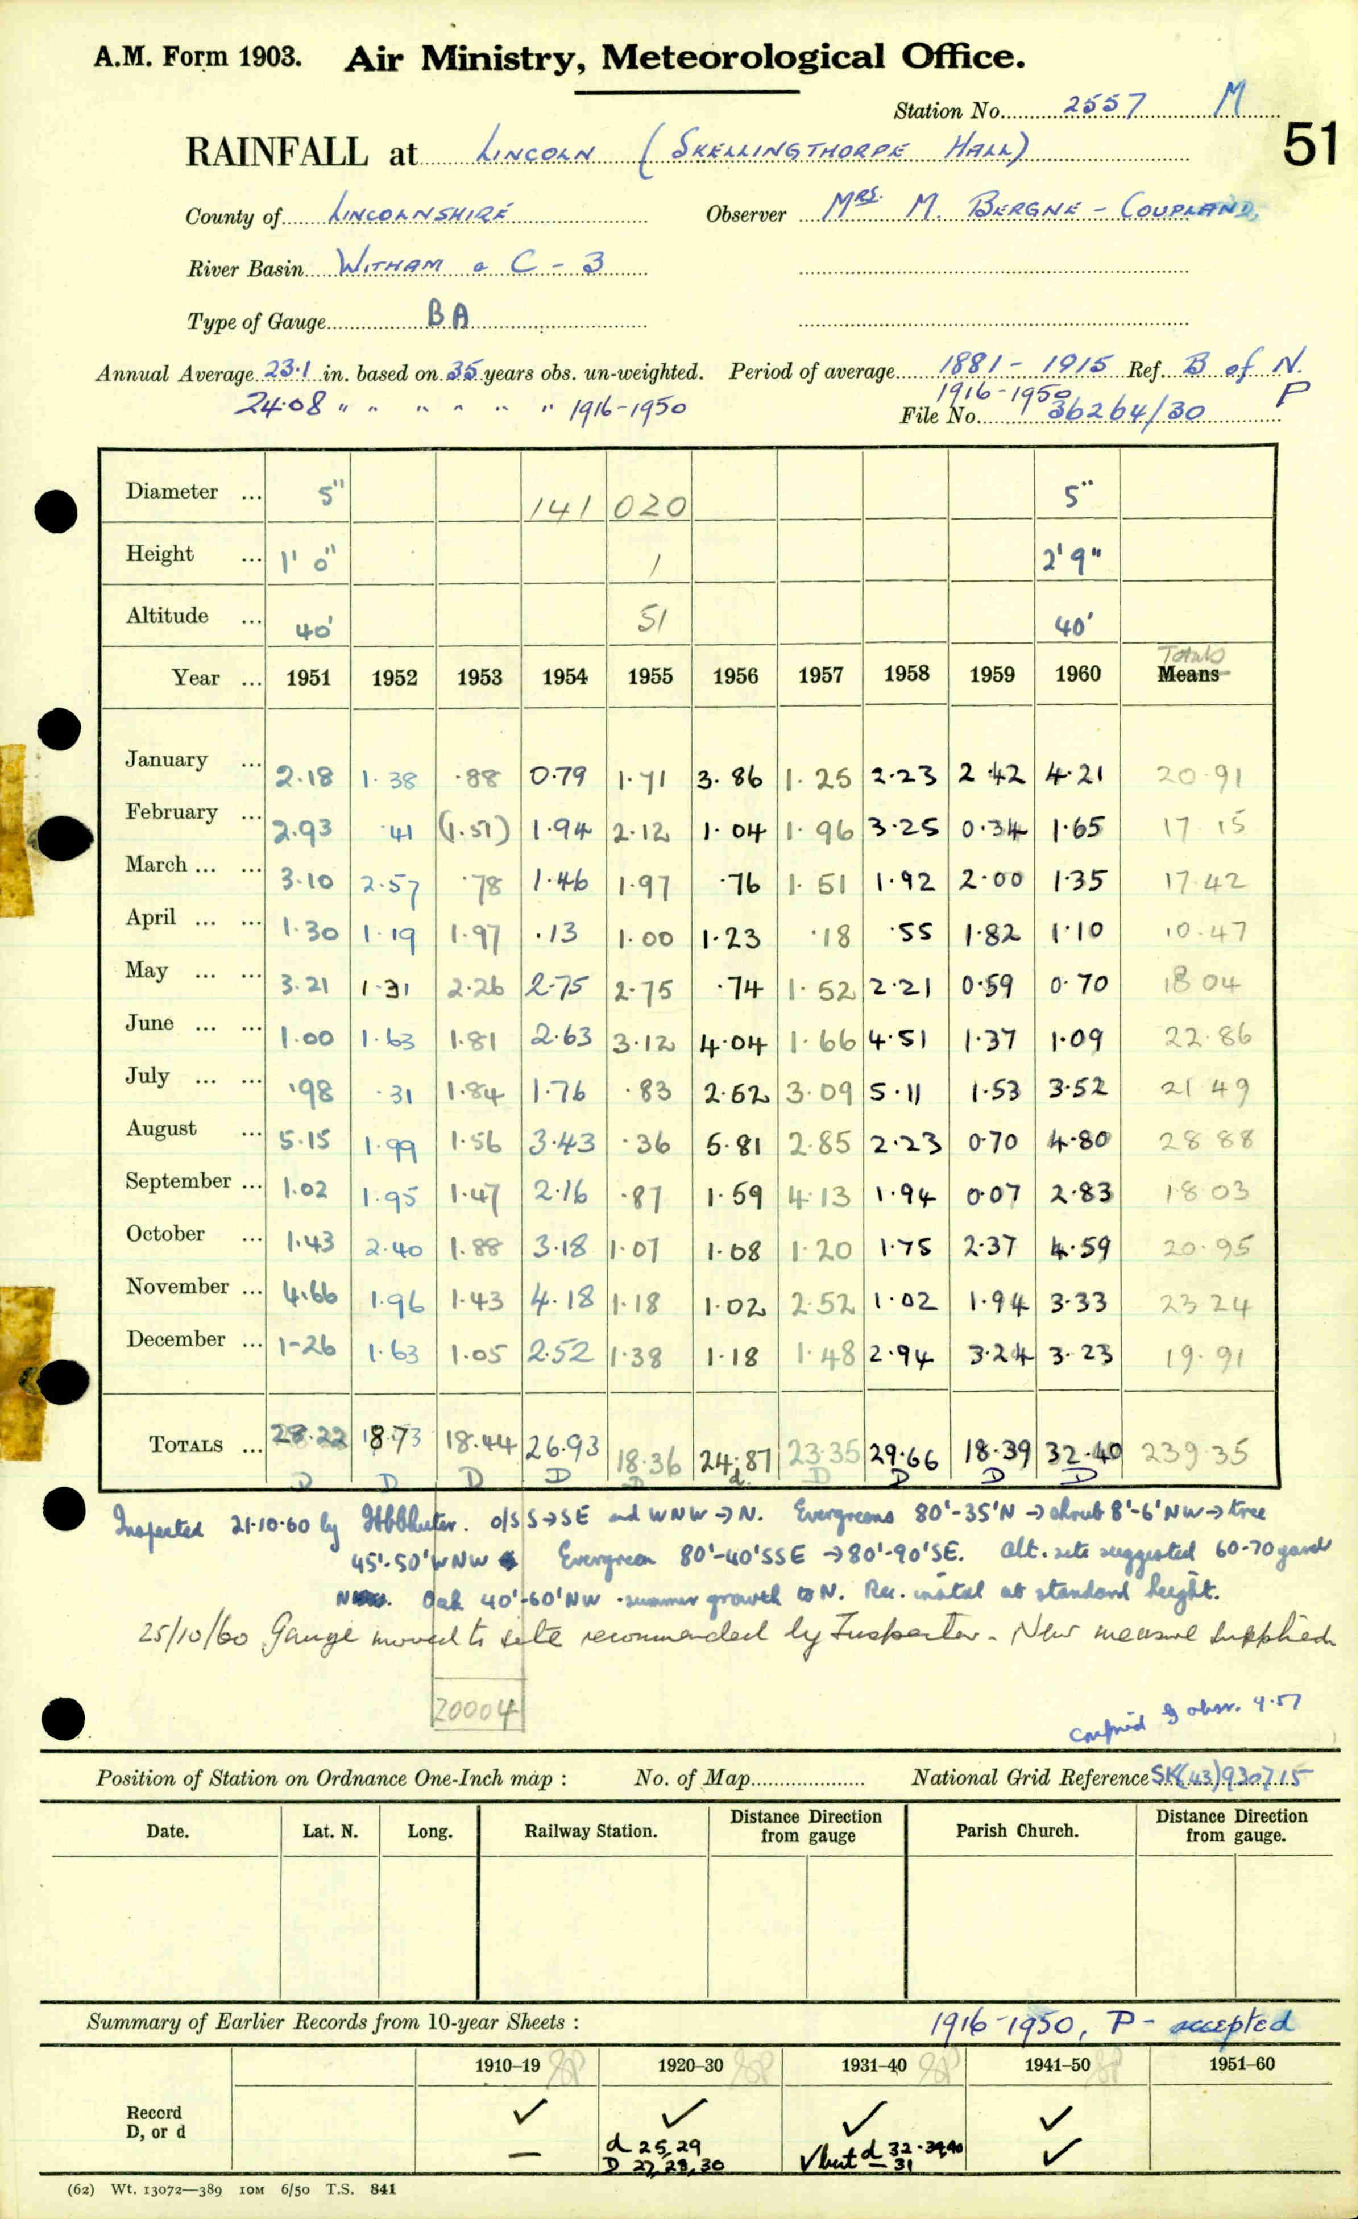 A.M. Form 1903. Air Ministry, Meteorological Office.
Station No. 2557 M
51
RAINFALL at LINCOLN (SKELLINGTHORPE HALL)
County of LINCOLNSHIRE Observer MRS. M. BERGNE-COUPLAND,
River Basin WITHAM a C-3
Type of Gauge BA
Annual Average 23.1 in. based on 35 years obs. un-weighted. Period of average 1881-1915 Ref. B of N.
24.08 " " " " " " 1916-1950 1916-1950 P
File No. 36264/30
Diameter ... 5" 141 020 5"
Height ... 1' 0" 1 2' 9"
Altitude ... 40' 51 40'
Totals
Year ... 1951 1952 1953 1954 1955 1956 1957 1958 1959 1960 Means
January ... 2.18 1.38 .88 0.79 1.71 3.86 1.25 2.23 2.42 4.21 20.91
February ... 2.93 .41 (1.51) 1.94 2.12 1.04 1.96 3.25 0.34 1.65 17 15
March ... ... 3.10 2.57 .78 1.46 1.97 .76 1.51 1.92 2.00 1.35 17.42
April ... ... 1.30 1.19 1.97 .13 1.00 1.23 .18 .55 1.82 1.10 10.47
May ... ... 3.21 1.31 2.26 2.75 2.75 .74 1.52 2.21 0.59 0.70 18 04
June ... ... 1.00 1.63 1.81 2.63 3.12 4.04 1.66 4.51 1.37 1.09 22.86
July ... ... .98 .31 1.84 1.76 .83 2.52 3.09 5.11 1.53 3.52 21 49
August ... 5.15 1.99 1.56 3.43 .36 5.81 2.85 2.23 0.70 4.80 28 88
September ... 1.02 1.95 1.47 2.16 .87 1.59 4.13 1.94 0.07 2.83 18 03
October ... 1.43 2.40 1.88 3.18 1.07 1.08 1.20 1.75 2.37 4.59 20.95
November ... 4.66 1.96 1.43 4.18 1.18 1.02 2.52 1.02 1.94 3.33 23 24
December ... 1-26 1.63 1.05 2.52 1.38 1.18 1.48 2.94 3.24 3.23 19.91
TOTALS ... 28.22 18.73 18.44 26.93 18.36 24.87 23.35 29.66 18.39 32.40 239.35
D D D D D d. D D D D
Inspected 21.10.60 by o/s S→SE and WNW→N. Evergreens 80'-35'N → shrub 8'-6'NW → tree
45'-50'WNW Evergreen 80'-40'SSE →80'-90'SE. Alt. site suggested 60-70 yards
Oak 40'-60'NW -summer growth to N. Rec. instal at standard height.
25/10/60 Gauge moved to site recommended by Inspector. New measure supplied
20004
Confirmed by obsr. 4.57
Position of Station on Ordnance One-Inch map : No. of Map National Grid Reference SK(43)930715
Date. Lat. N. Long. Railway Station. Distance Direction from gauge Parish Church. Distance Direction from gauge.
Summary of Earlier Records from 10-year Sheets : 1916-1950, P - accepted
1910–19 1920–30 1931–40 1941–50 1951–60
Record ✓ ✓ ✓ ✓
D, or d — d 25,29 ✓but d 32-39,40 ✓
D 27,28,30 — 31
(62) Wt. 13072—389 10M 6/50 T.S. 841